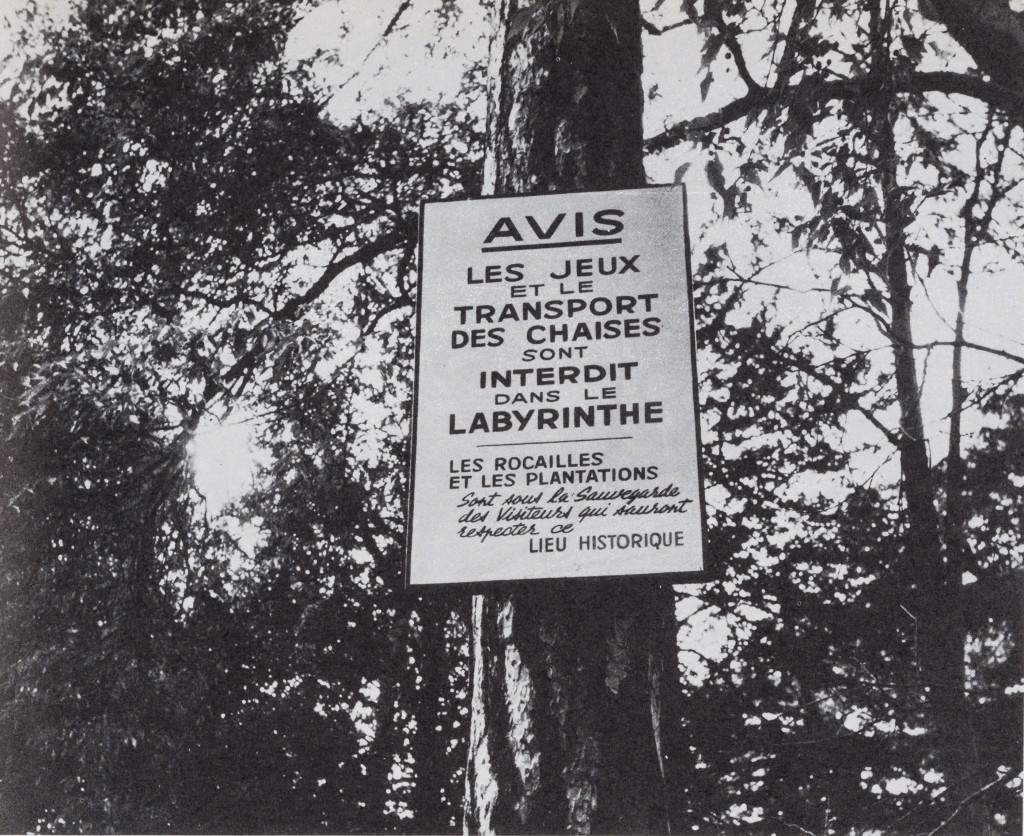 AVIS
LES JEUX
ET LE
TRANSPORT
DES CHAISES
SONT
INTERDIT
DANS LE
LABYRINTHE
LES ROCAILLES
ET LES PLANTATIONS
Sont sous la Sauvegarde
des Visiteurs qui sauront
respecter ce
LIEU HISTORIQUE